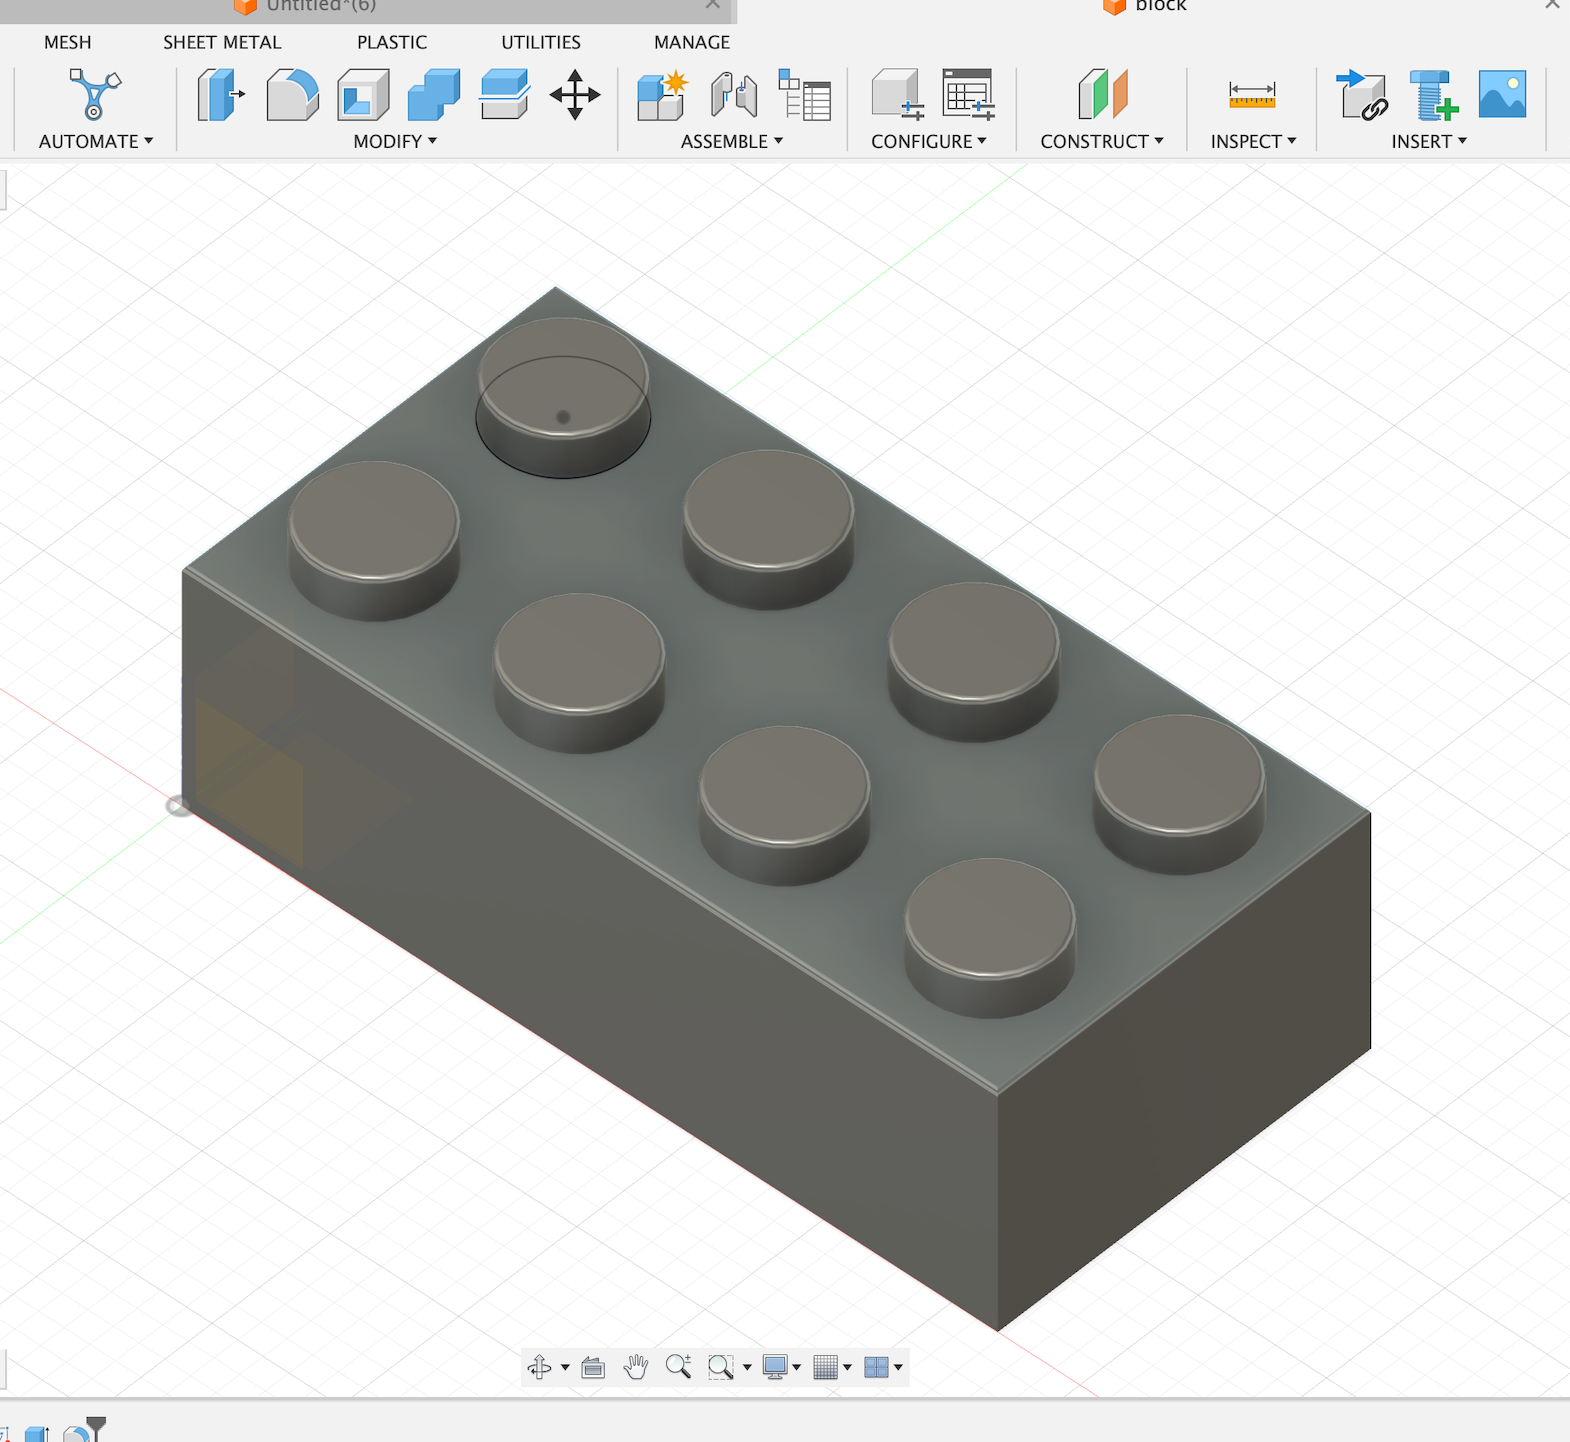 Untitled*(6)
block
MESH SHEET METAL PLASTIC UTILITIES MANAGE
AUTOMATE MODIFY ASSEMBLE CONFIGURE CONSTRUCT INSPECT INSERT